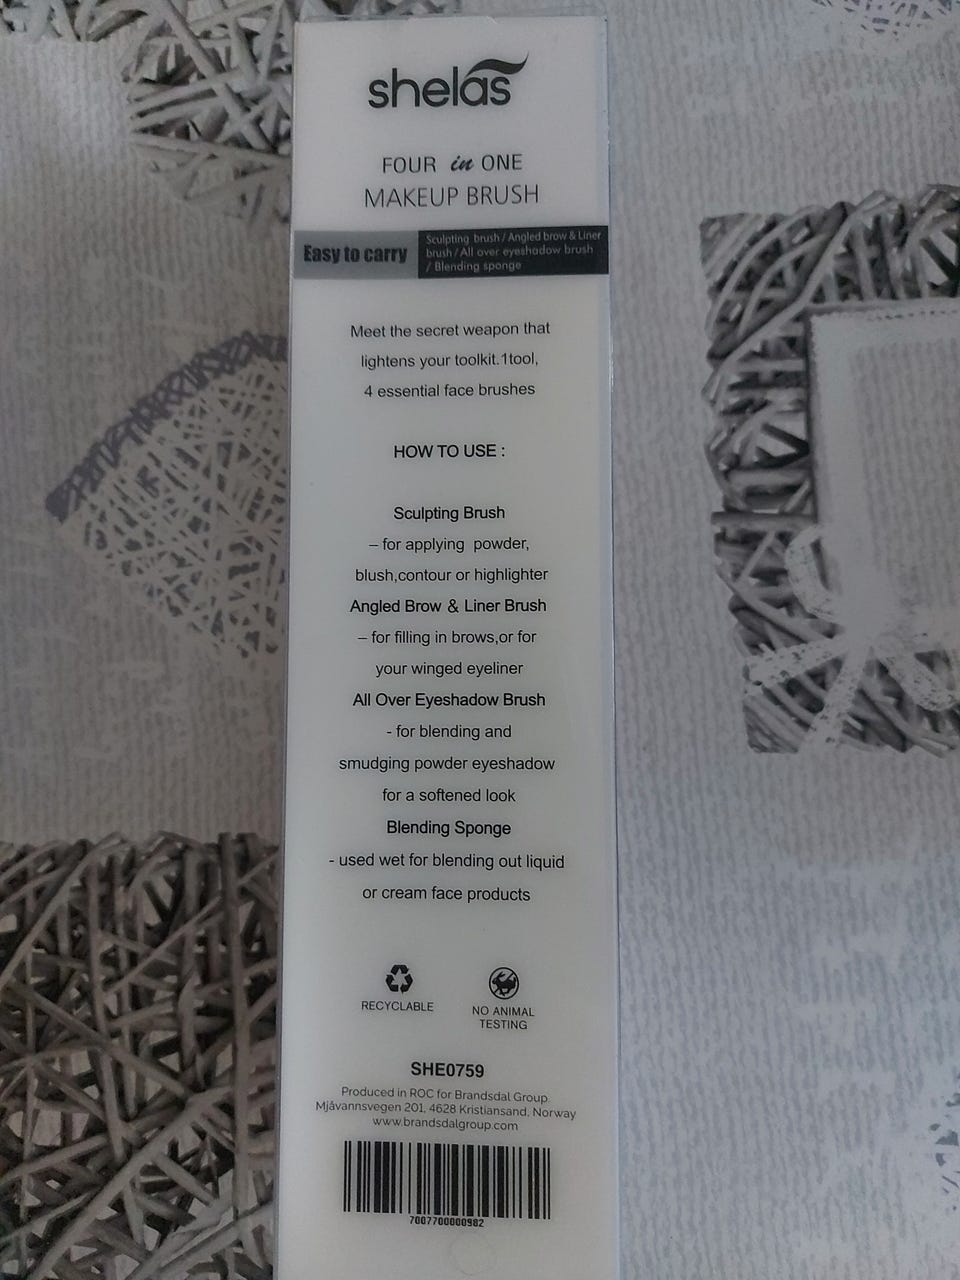 shelas
FOUR in ONE
MAKEUP BRUSH
Easy to carry
Sculpting brush / Angled brow & Liner
brush / All over eyeshadow brush
/ Blending sponge
Meet the secret weapon that
lightens your toolkit.1tool,
4 essential face brushes
HOW TO USE :
Sculpting Brush
– for applying powder,
blush,contour or highlighter
Angled Brow & Liner Brush
– for filling in brows,or for
your winged eyeliner
All Over Eyeshadow Brush
- for blending and
smudging powder eyeshadow
for a softened look
Blending Sponge
- used wet for blending out liquid
or cream face products
RECYCLABLE
NO ANIMAL
TESTING
SHE0759
Produced in ROC for Brandsdal Group.
Mjåvannsvegen 201, 4628 Kristiansand, Norway
www.brandsdalgroup.com
7007700000982